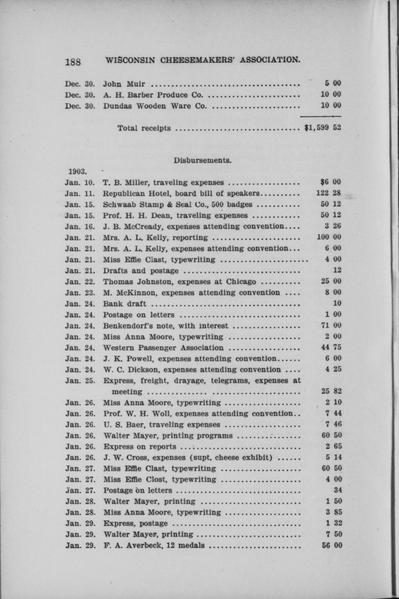 188 WISCONSIN CHEESEMAKERS' ASSOCIATION.
Dec. 30. John Muir ..................................... 5 00
Dec. 30. A. H. Barber Produce Co. ....................... 10 00
Dec. 30. Dundas Wooden Ware Co. ...................... 10 00
Total receipts ............................... $1,599 52
Disbursements.
1903.
Jan. 10. T. B. Miller, traveling expenses .................. $6 00
Jan. 11. Republican Hotel, board bill of speakers.......... 122 28
Jan. 15. Schwaab Stamp & Seal Co., 500 badges ........... 50 12
Jan. 15. Prof. H. H. Dean, traveling expenses ............ 50 12
Jan. 16. J. B. McCready, expenses attending convention.... 3 26
Jan. 21. Mrs. A. L. Kelly, reporting ...................... 100 00
Jan. 21. Mrs. A. L. Kelly, expenses attending convention... 6 00
Jan. 21. Miss Effie Clast, typewriting ...................... 4 00
Jan. 21. Drafts and postage ............................. 12
Jan. 22. Thomas Johnston, expenses at Chicago .......... 25 00
Jan. 23. M. McKinnon, expenses attending convention .... 8 00
Jan. 24. Bank draft ..................................... 10
Jan. 24. Postage on letters .............................. 1 00
Jan. 24. Benkendorf's note, with interest ................. 71 00
Jan. 24. Miss Anna Moore, typewriting ................... 2 00
Jan. 24. Western Passenger Association .................. 44 75
Jan. 24. J. K. Powell, expenses attending convention...... 6 00
Jan. 24. W. C. Dickson, expenses attending convention .... 4 25
Jan. 25. Express, freight, drayage, telegrams, expenses at
meeting ............... ..................... 25 82
Jan. 26. Miss Anna Moore, typewriting ................... 2 10
Jan. 26. Prof. W. H. Woll, expenses attending convention.. 7 44
Jan. 26. U. S. Baer, traveling expenses ................... 7 46
Jan. 26. Walter Mayer, printing programs ................ 60 50
Jan. 26. Express on reports .............................. 2 65
Jan. 26. J. W. Cross, expenses (supt. cheese exhibit) ...... 5 14
Jan. 27. Miss Effie Clast, typewriting .................... 60 50
Jan. 27. Miss Effie Clost, typewriting .................... 4 00
Jan. 27. Postage on letters ............................... 34
Jan. 28. Walter Mayer, printing ......................... 1 50
Jan. 28. Miss Anna Moore, typewriting ................... 3 85
Jan. 29. Express, postage ................................ 1 32
Jan. 29. Walter Mayer, printing .......................... 7 50
Jan. 29. F. A. Averbeck, 12 medals ....................... 56 00